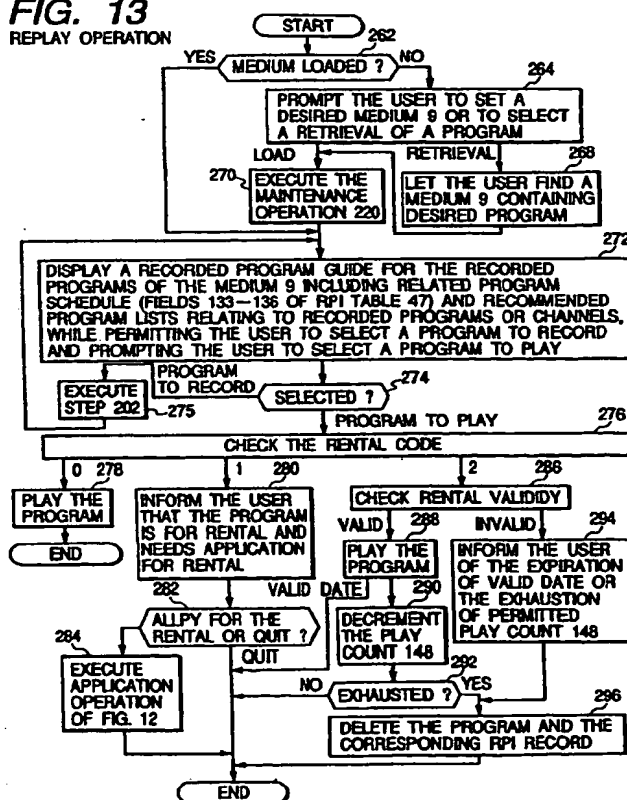 FIG. 13
REPLAY OPERATION
START
262
YES
MEDIUM LOADED ?
NO
264
PROMPT THE USER TO SET A
DESIRED MEDIUM 9 OR TO SELECT
A RETRIEVAL OF A PROGRAM
LOAD
RETRIEVAL
268
270
EXECUTE THE
MAINTENANCE
OPERATION 220
LET THE USER FIND A
MEDIUM 9 CONTAINING
DESIRED PROGRAM
272
DISPLAY A RECORDED PROGRAM GUIDE FOR THE RECORDED
PROGRAMS OF THE MEDIUM 9 INCLUDING RELATED PROGRAM
SCHEDULE (FIELDS 133–136 OF RPI TABLE 47) AND RECOMMENDED
PROGRAM LISTS RELATING TO RECORDED PROGRAMS OR CHANNELS,
WHILE PERMITTING THE USER TO SELECT A PROGRAM TO RECORD
AND PROMPTING THE USER TO SELECT A PROGRAM TO PLAY
PROGRAM
TO RECORD
274
EXECUTE
STEP 202
275
SELECTED ?
276
PROGRAM TO PLAY
CHECK THE RENTAL CODE
0
278
1
280
2
286
PLAY THE
PROGRAM
END
INFORM THE USER
THAT THE PROGRAM
IS FOR RENTAL AND
NEEDS APPLICATION
FOR RENTAL
CHECK RENTAL VALIDIDY
VALID
288
INVALID
294
PLAY THE
PROGRAM
INFORM THE USER
OF THE EXPIRATION
OF VALID DATE OR
THE EXHAUSTION
OF PERMITTED
PLAY COUNT 148
282
VALID DATE
290
DECREMENT
THE PLAY
COUNT 148
ALLPY FOR THE
RENTAL OR QUIT ?
284
QUIT
292
EXECUTE
APPLICATION
OPERATION
OF FIG. 12
NO
EXHAUSTED ?
YES
296
DELETE THE PROGRAM AND THE
CORRESPONDING RPI RECORD
END